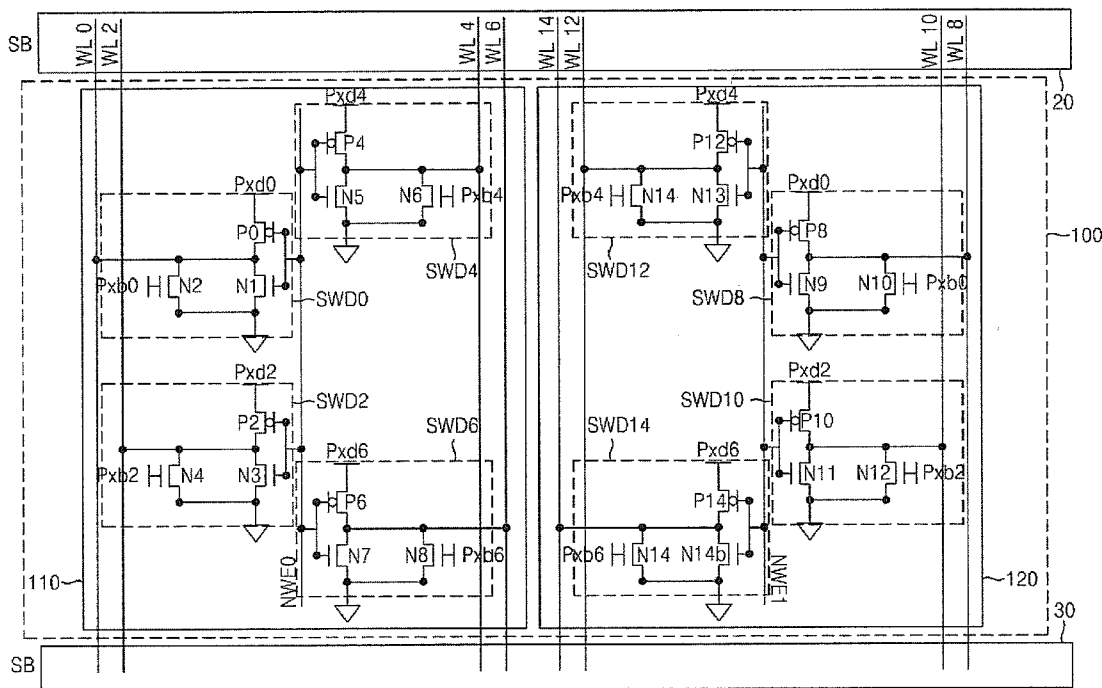 SB
WL 0
WL 2
WL 4
WL 6
WL 14
WL 12
WL 10
WL 8
20
Pxd4
P4
N5
N6
Pxb4
SWD4
Pxd4
P12
Pxb4
N14
N13
SWD12
Pxd0
P0
Pxb0
N2
N1
SWD0
Pxd0
P8
N9
N10
Pxb0
SWD8
100
Pxd2
P2
Pxb2
N4
N3
SWD2
SWD6
Pxd6
P6
N7
N8
Pxb6
NWE0
SWD14
Pxd6
P14
Pxb6
N14
N14b
NWE1
SWD10
Pxd2
P10
N11
N12
Pxb2
110
120
30
SB